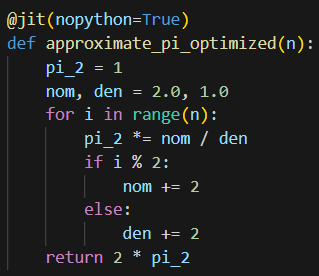 @jit(nopython=True)
def approximate_pi_optimized(n):
    pi_2 = 1
    nom, den = 2.0, 1.0
    for i in range(n):
        pi_2 *= nom / den
        if i % 2:
            nom += 2
        else:
            den += 2
    return 2 * pi_2